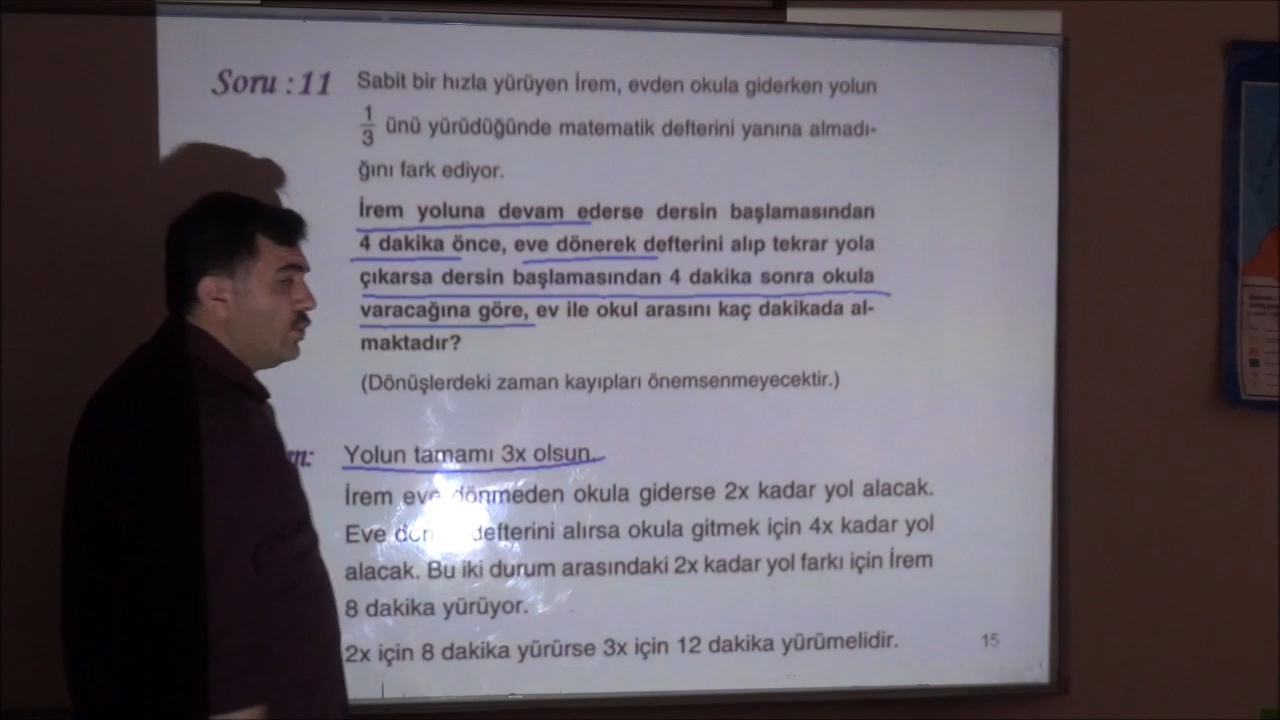 Soru : 11 Sabit bir hızla yürüyen İrem, evden okula giderken yolun
1/3 ünü yürüdüğünde matematik defterini yanına almadı-
ğını fark ediyor.
İrem yoluna devam ederse dersin başlamasından
4 dakika önce, eve dönerek defterini alıp tekrar yola
çıkarsa dersin başlamasından 4 dakika sonra okula
varacağına göre, ev ile okul arasını kaç dakikada al-
maktadır?
(Dönüşlerdeki zaman kayıpları önemsenmeyecektir.)
Yolun tamamı 3x olsun.
İrem eve dönmeden okula giderse 2x kadar yol alacak.
Eve defterini alırsa okula gitmek için 4x kadar yol
alacak. Bu iki durum arasındaki 2x kadar yol farkı için İrem
8 dakika yürüyor.
2x için 8 dakika yürürse 3x için 12 dakika yürümelidir.
15